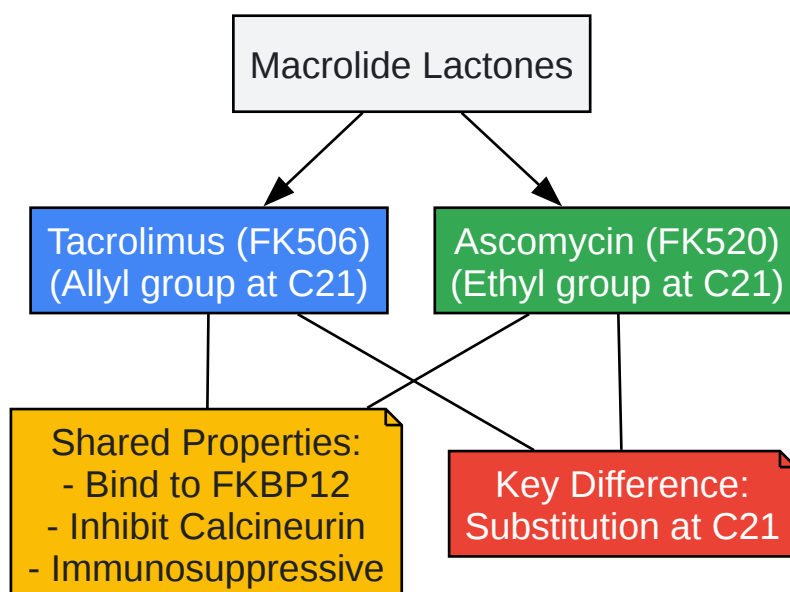 Macrolide Lactones
Tacrolimus (FK506)
(Allyl group at C21)
Ascomycin (FK520)
(Ethyl group at C21)
Shared Properties:
- Bind to FKBP12
- Inhibit Calcineurin
- Immunosuppressive
Key Difference:
Substitution at C21